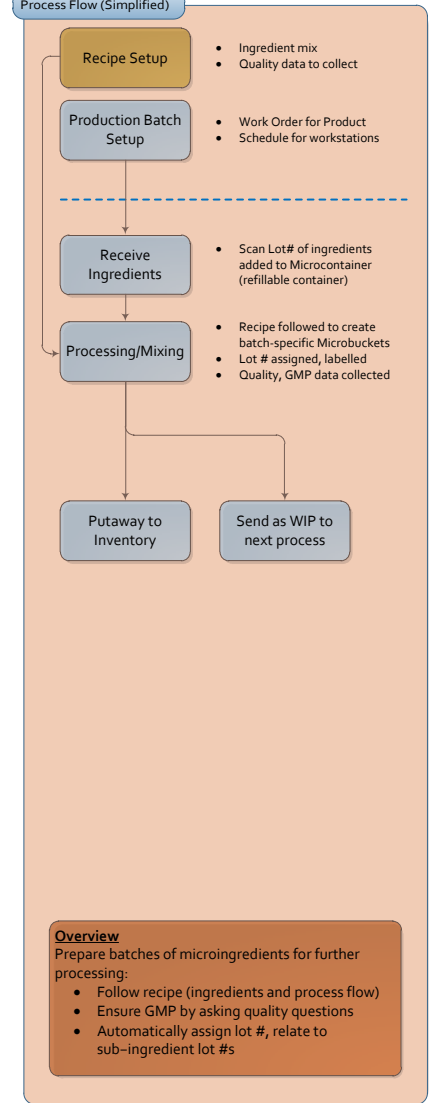 Process Flow (Simplified)
Recipe Setup
• Ingredient mix
• Quality data to collect
Production Batch
Setup
• Work Order for Product
• Schedule for workstations
Receive
Ingredients
• Scan Lot# of ingredients
added to Microcontainer
(refillable container)
Processing/Mixing
• Recipe followed to create
batch-specific Microbuckets
• Lot # assigned, labelled
• Quality, GMP data collected
Putaway to
Inventory
Send as WIP to
next process
Overview
Prepare batches of microingredients for further
processing:
• Follow recipe (ingredients and process flow)
• Ensure GMP by asking quality questions
• Automatically assign lot #, relate to
sub-ingredient lot #s